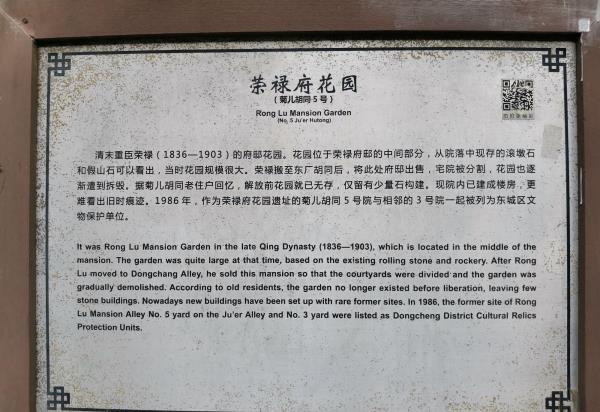 荣禄府花园
（菊儿胡同5号）
Rong Lu Mansion Garden
(No. 5 Ju'er Hutong)
清末重臣荣禄（1836—1903）的府邸花园。花园位于荣禄府邸的中间部分，从院落中现存的滚墩石
和假山石可以看出，当时花园规模很大。荣禄搬至东厂胡同后，将此处府邸出售，宅院被分割，花园也逐
渐遭到拆毁。据菊儿胡同老住户回忆，解放前花园就已无存，仅留有少量石构建。现院内已建成楼房，更
难看出旧时痕迹。1986年，作为荣禄府花园遗址的菊儿胡同5号院与相邻的3号院一起被列为东城区文
物保护单位。
It was Rong Lu Mansion Garden in the late Qing Dynasty (1836—1903), which is located in the middle of the
mansion. The garden was quite large at that time, based on the existing rolling stone and rockery. After Rong
Lu moved to Dongchang Alley, he sold this mansion so that the courtyards were divided and the garden was
gradually demolished. According to old residents, the garden no longer existed before liberation, leaving few
stone buildings. Nowadays new buildings have been set up with rare former sites. In 1986, the former site of Rong
Lu Mansion Alley No. 5 yard on the Ju'er Alley and No. 3 yard were listed as Dongcheng District Cultural Relics
Protection Units.